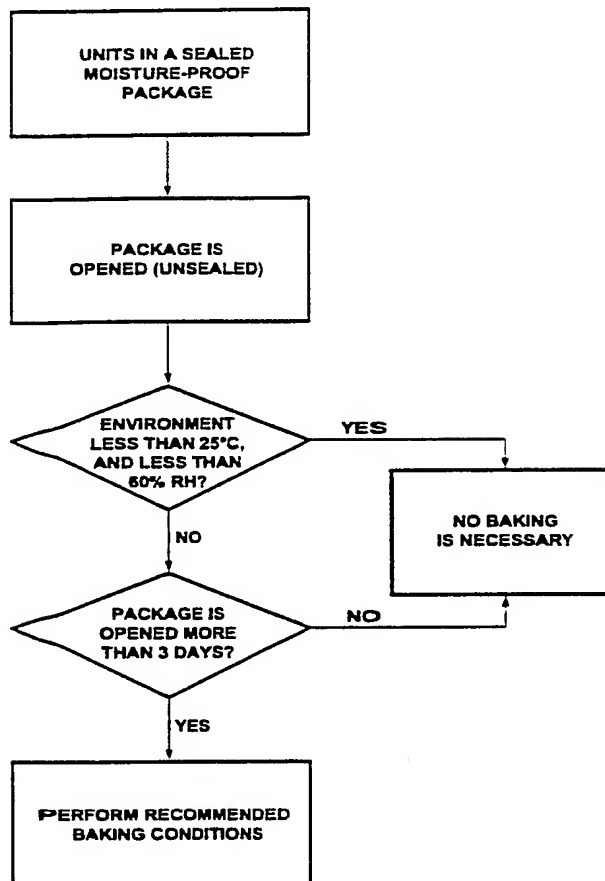 UNITS IN A SEALED
MOISTURE-PROOF
PACKAGE
PACKAGE IS
OPENED (UNSEALED)
ENVIRONMENT
LESS THAN 25°C,
AND LESS THAN
60% RH?
YES
NO BAKING
IS NECESSARY
NO
PACKAGE IS
OPENED MORE
THAN 3 DAYS?
NO
YES
PERFORM RECOMMENDED
BAKING CONDITIONS